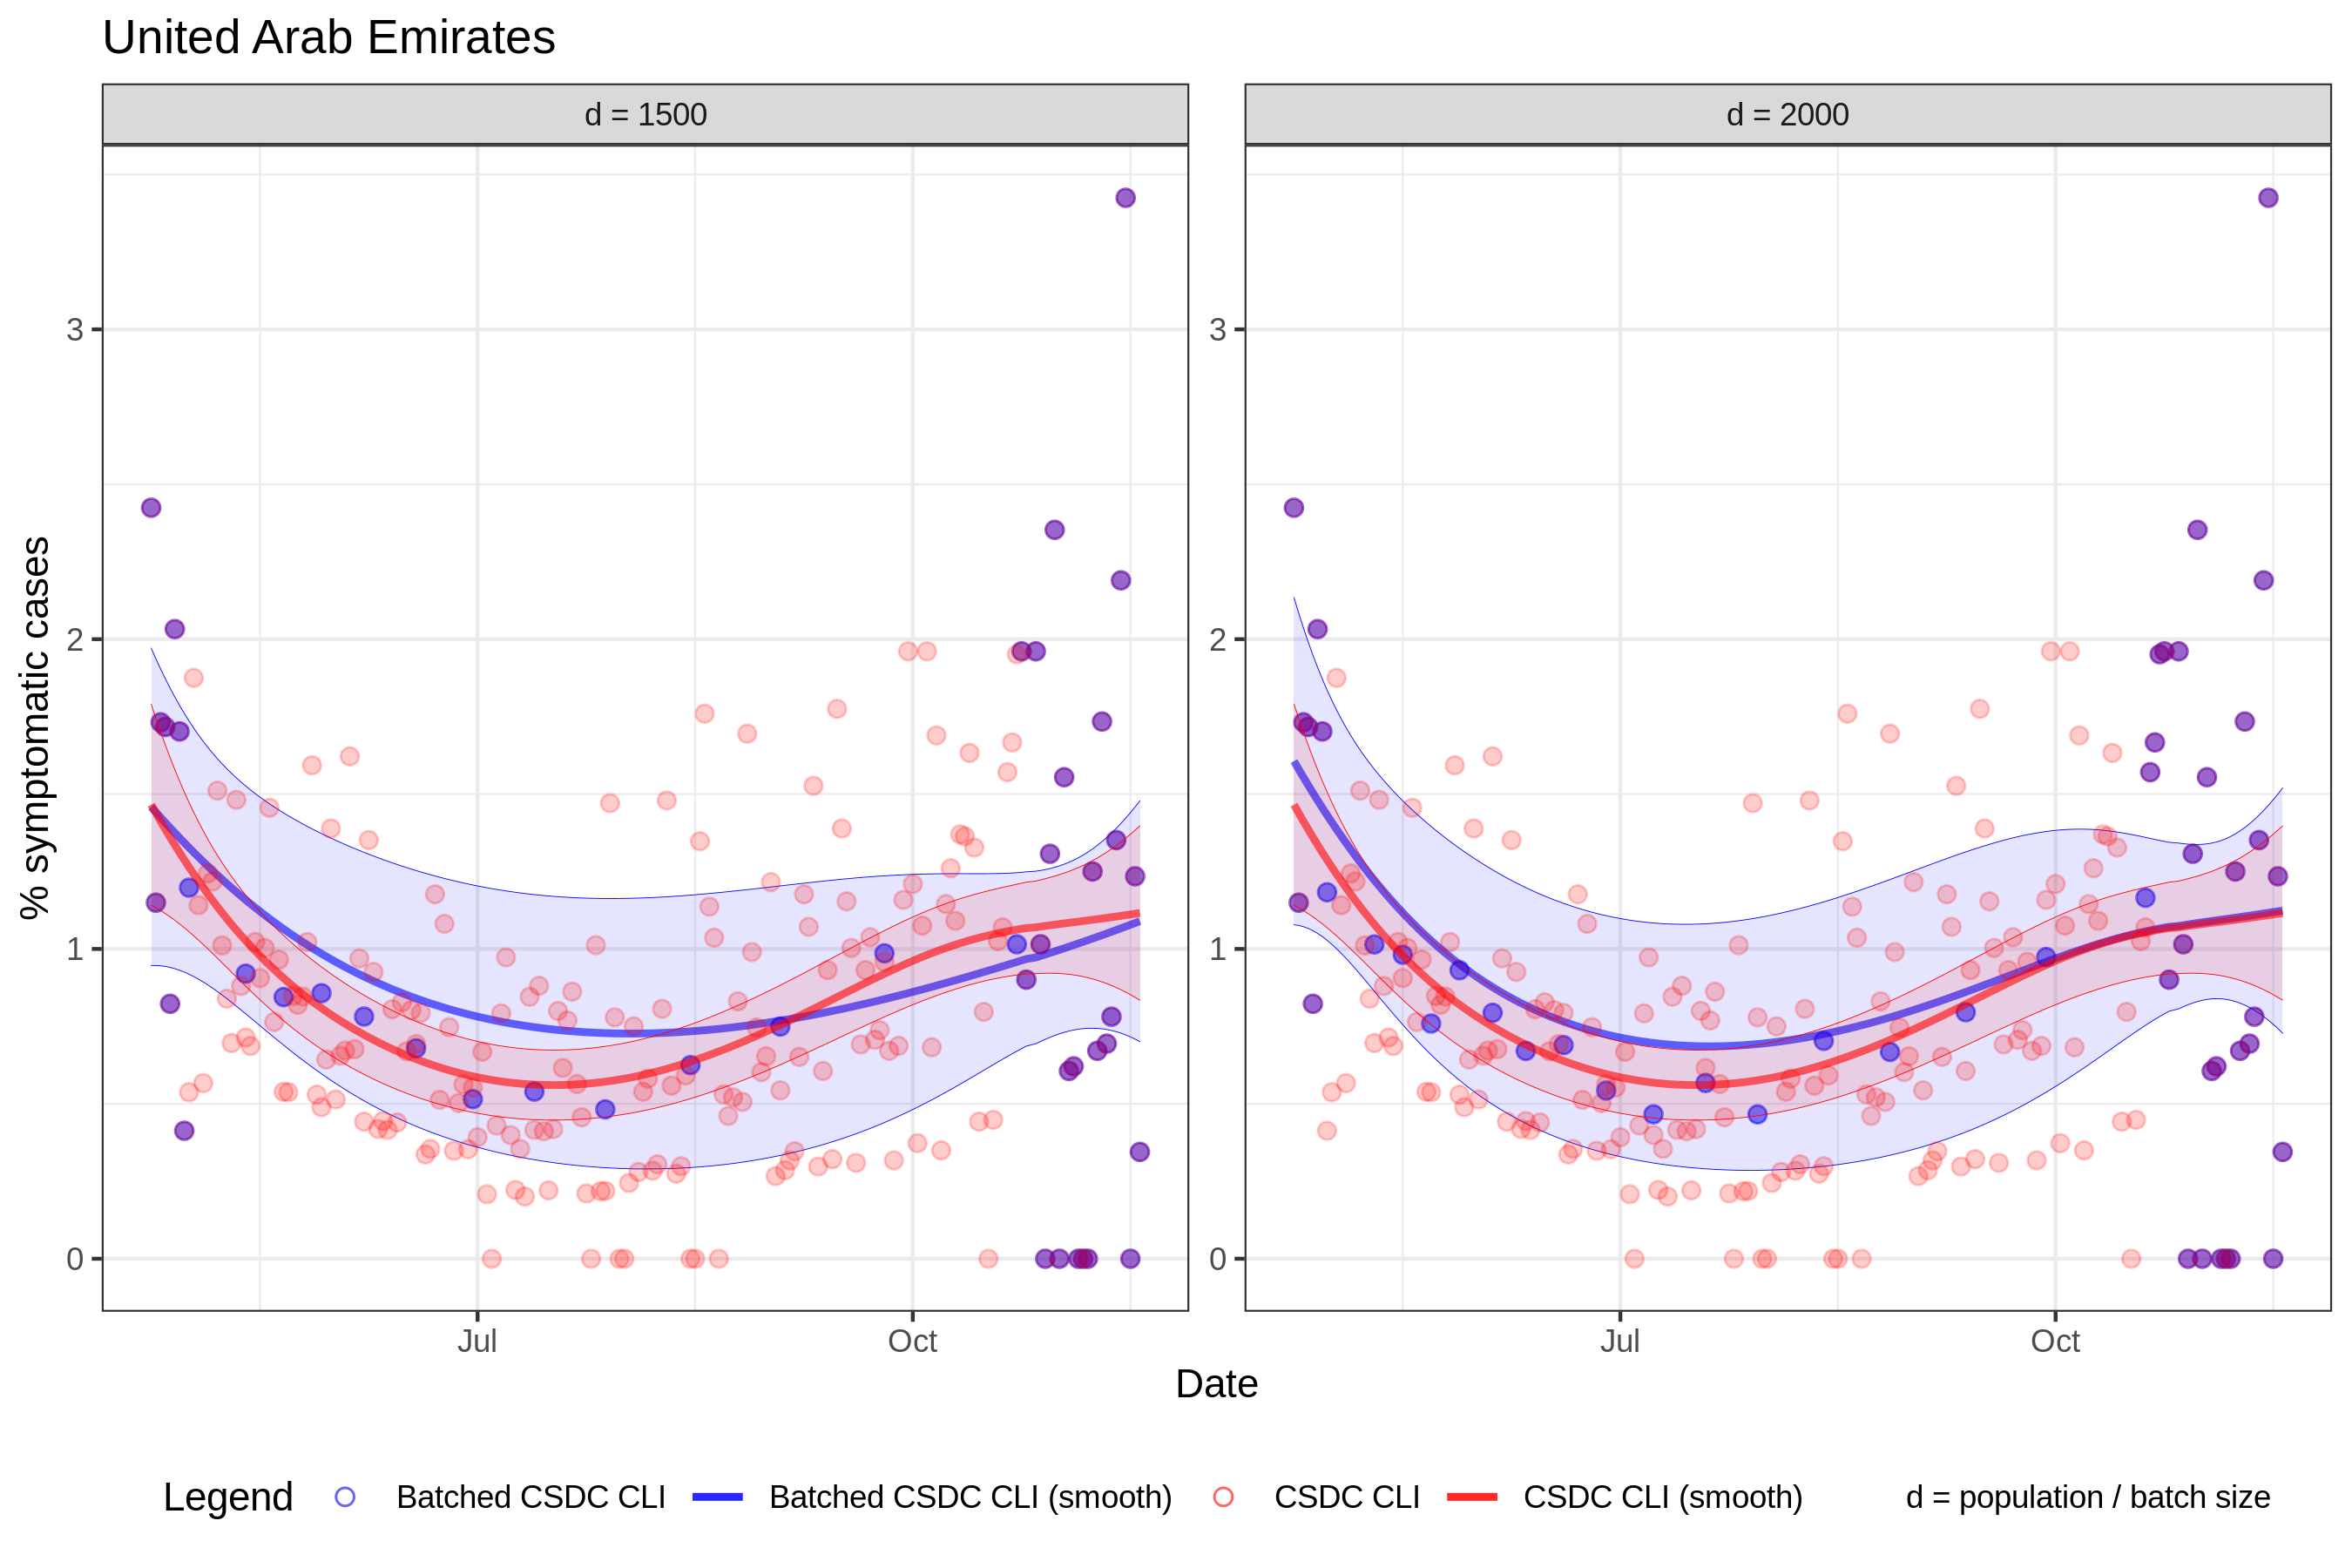 United Arab Emirates
d = 1500
d = 2000
% symptomatic cases
3
2
1
0
3
2
1
0
Jul
Oct
Jul
Oct
Date
Legend
Batched CSDC CLI
Batched CSDC CLI (smooth)
CSDC CLI
CSDC CLI (smooth)
d = population / batch size